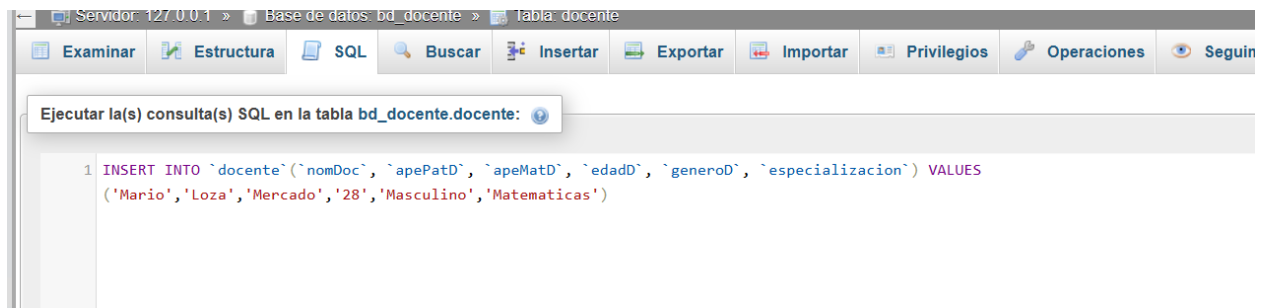 ← Servidor: 127.0.0.1 » Base de datos: bd_docente » Tabla: docente
Examinar Estructura SQL Buscar Insertar Exportar Importar Privilegios Operaciones Seguim
Ejecutar la(s) consulta(s) SQL en la tabla bd_docente.docente:
1 INSERT INTO `docente`(`nomDoc`, `apePatD`, `apeMatD`, `edadD`, `generoD`, `especializacion`) VALUES
('Mario','Loza','Mercado','28','Masculino','Matematicas')